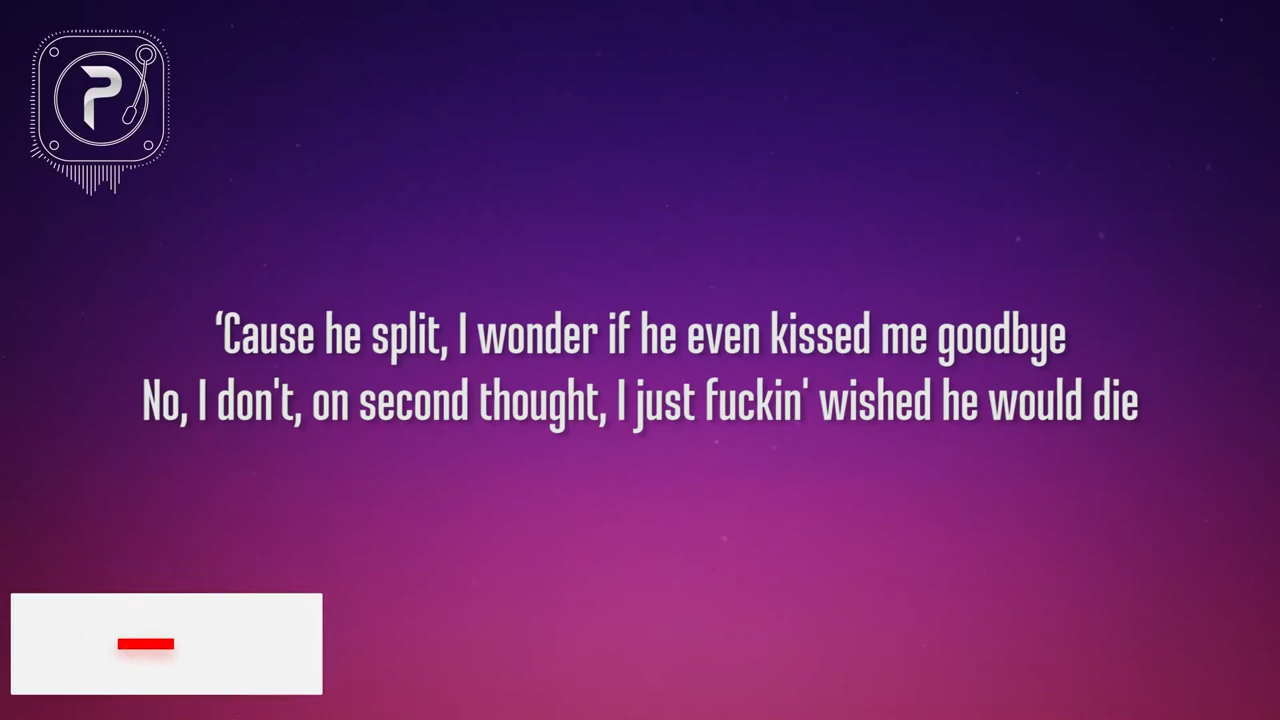 ‘Cause he split, I wonder if he even kissed me goodbye
No, I don't, on second thought, I just fuckin' wished he would die